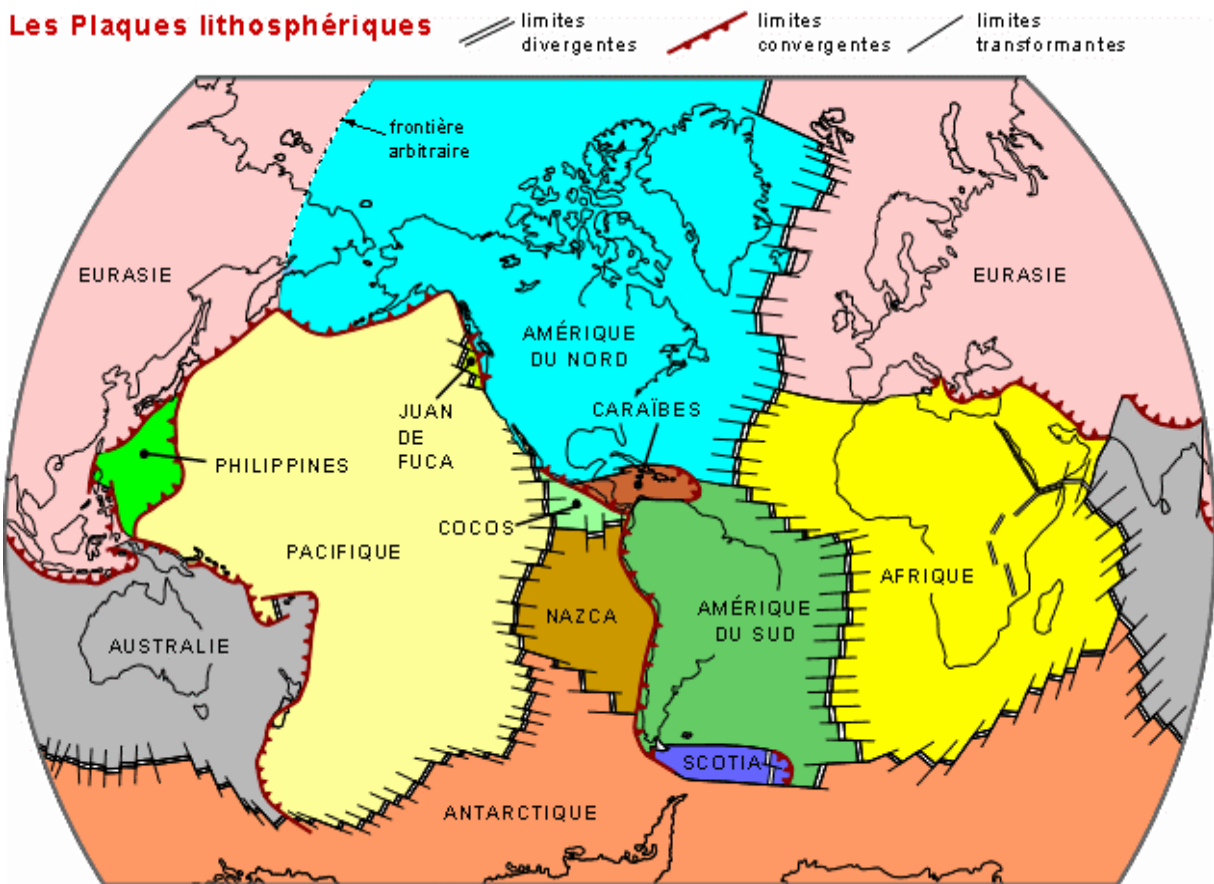 Les Plaques lithosphériques
limites
divergentes
limites
convergentes
limites
transformantes
frontière
arbitraire
EURASIE
EURASIE
AMÉRIQUE
DU NORD
JUAN
DE
FUCA
CARAÏBES
PHILIPPINES
COCOS
PACIFIQUE
NAZCA
AMÉRIQUE
DU SUD
AFRIQUE
AUSTRALIE
SCOTIA
ANTARCTIQUE